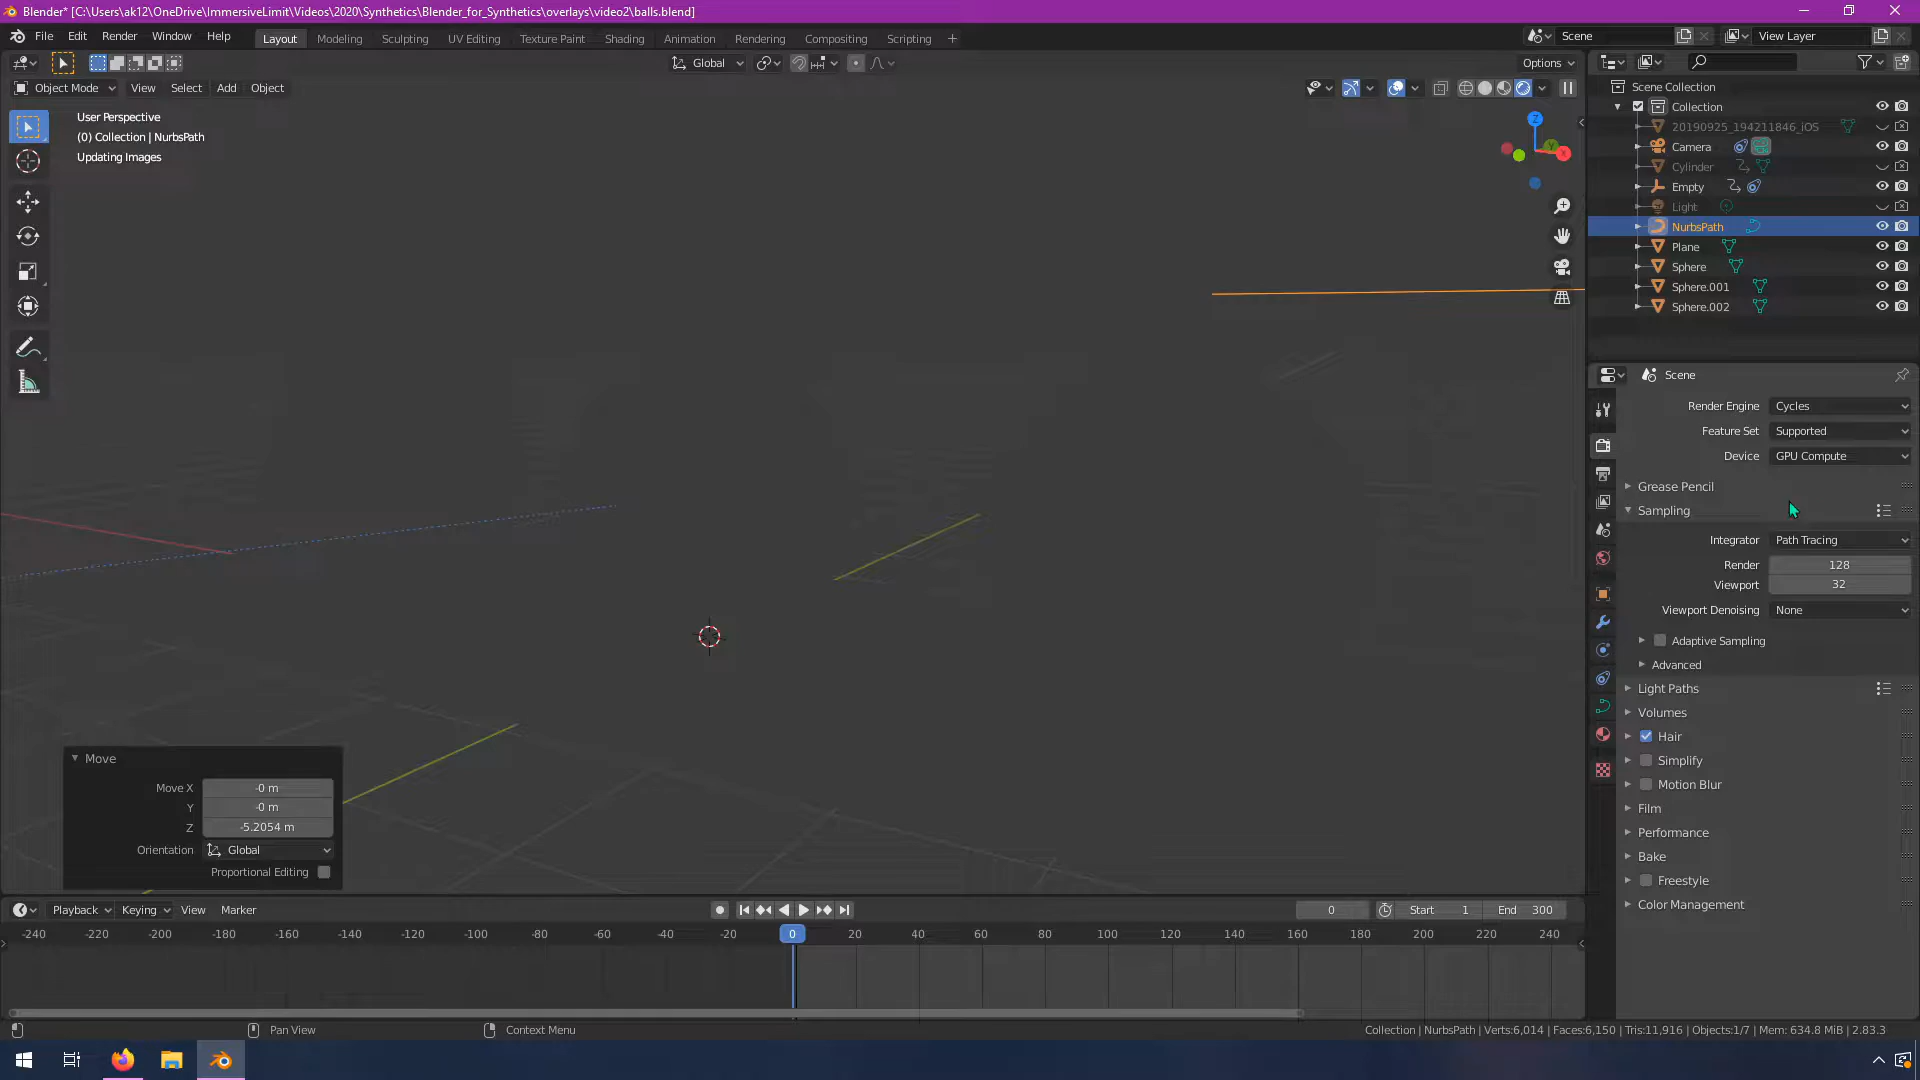 Blender* [C:\Users\ak12\OneDrive\ImmersiveLimit\Videos\2020\Synthetics\Blender_for_Synthetics\overlays\video2\balls.blend]
File Edit Render Window Help Layout Modeling Sculpting UV Editing Texture Paint Shading Animation Rendering Compositing Scripting Scene View Layer
Global Options
Object Mode View Select Add Object
User Perspective
(0) Collection | NurbsPath
Updating Images
Z
Y
X
Scene Collection
Collection
20190925_194211846_iOS
Camera
Cylinder
Empty
Light
NurbsPath
Plane
Sphere
Sphere.001
Sphere.002
Scene
Render Engine Cycles
Feature Set Supported
Device GPU Compute
Grease Pencil
Sampling
Integrator Path Tracing
Render 128
Viewport 32
Viewport Denoising None
Adaptive Sampling
Advanced
Light Paths
Volumes
Hair
Simplify
Motion Blur
Film
Performance
Bake
Freestyle
Color Management
Move
Move X -0 m
Y -0 m
Z -5.2054 m
Orientation Global
Proportional Editing
Playback Keying View Marker 0 Start 1 End 300
-240 -220 -200 -180 -160 -140 -120 -100 -80 -60 -40 -20 0 20 40 60 80 100 120 140 160 180 200 220 240
Pan View Context Menu Collection | NurbsPath | Verts:6,014 | Faces:6,150 | Tris:11,916 | Objects:1/7 | Mem: 634.8 MiB | 2.83.3